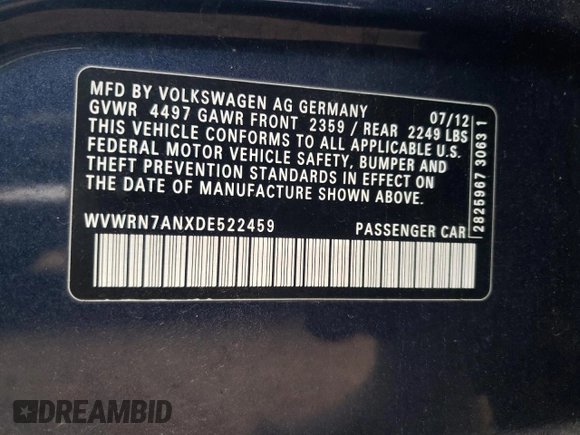 MFD BY VOLKSWAGEN AG GERMANY 07/12
GVWR 4497 GAWR FRONT 2359 / REAR 2249 LBS
THIS VEHICLE CONFORMS TO ALL APPLICABLE U.S.
FEDERAL MOTOR VEHICLE SAFETY, BUMPER AND
THEFT PREVENTION STANDARDS IN EFFECT ON
THE DATE OF MANUFACTURE SHOWN ABOVE.
WVWRN7ANXDE522459 PASSENGER CAR
2825967 3063 1
DREAMBID